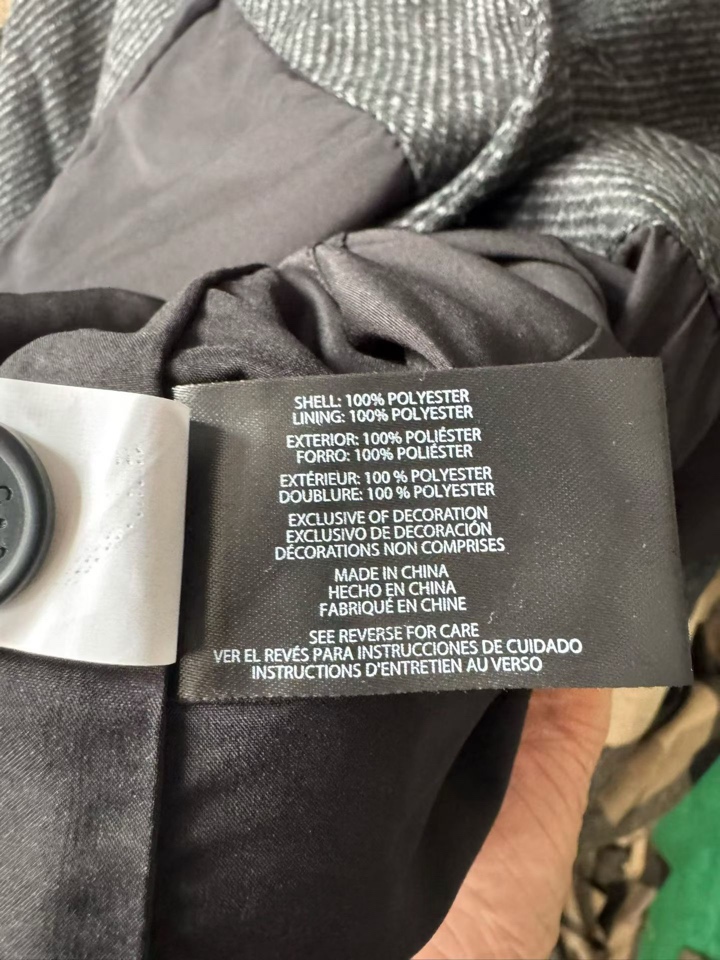 SHELL: 100% POLYESTER
LINING: 100% POLYESTER
EXTERIOR: 100% POLIÉSTER
FORRO: 100% POLIÉSTER
EXTÉRIEUR: 100 % POLYESTER
DOUBLURE: 100 % POLYESTER
EXCLUSIVE OF DECORATION
EXCLUSIVO DE DECORACIÓN
DÉCORATIONS NON COMPRISES
MADE IN CHINA
HECHO EN CHINA
FABRIQUÉ EN CHINE
SEE REVERSE FOR CARE
VER EL REVÉS PARA INSTRUCCIONES DE CUIDADO
INSTRUCTIONS D'ENTRETIEN AU VERSO